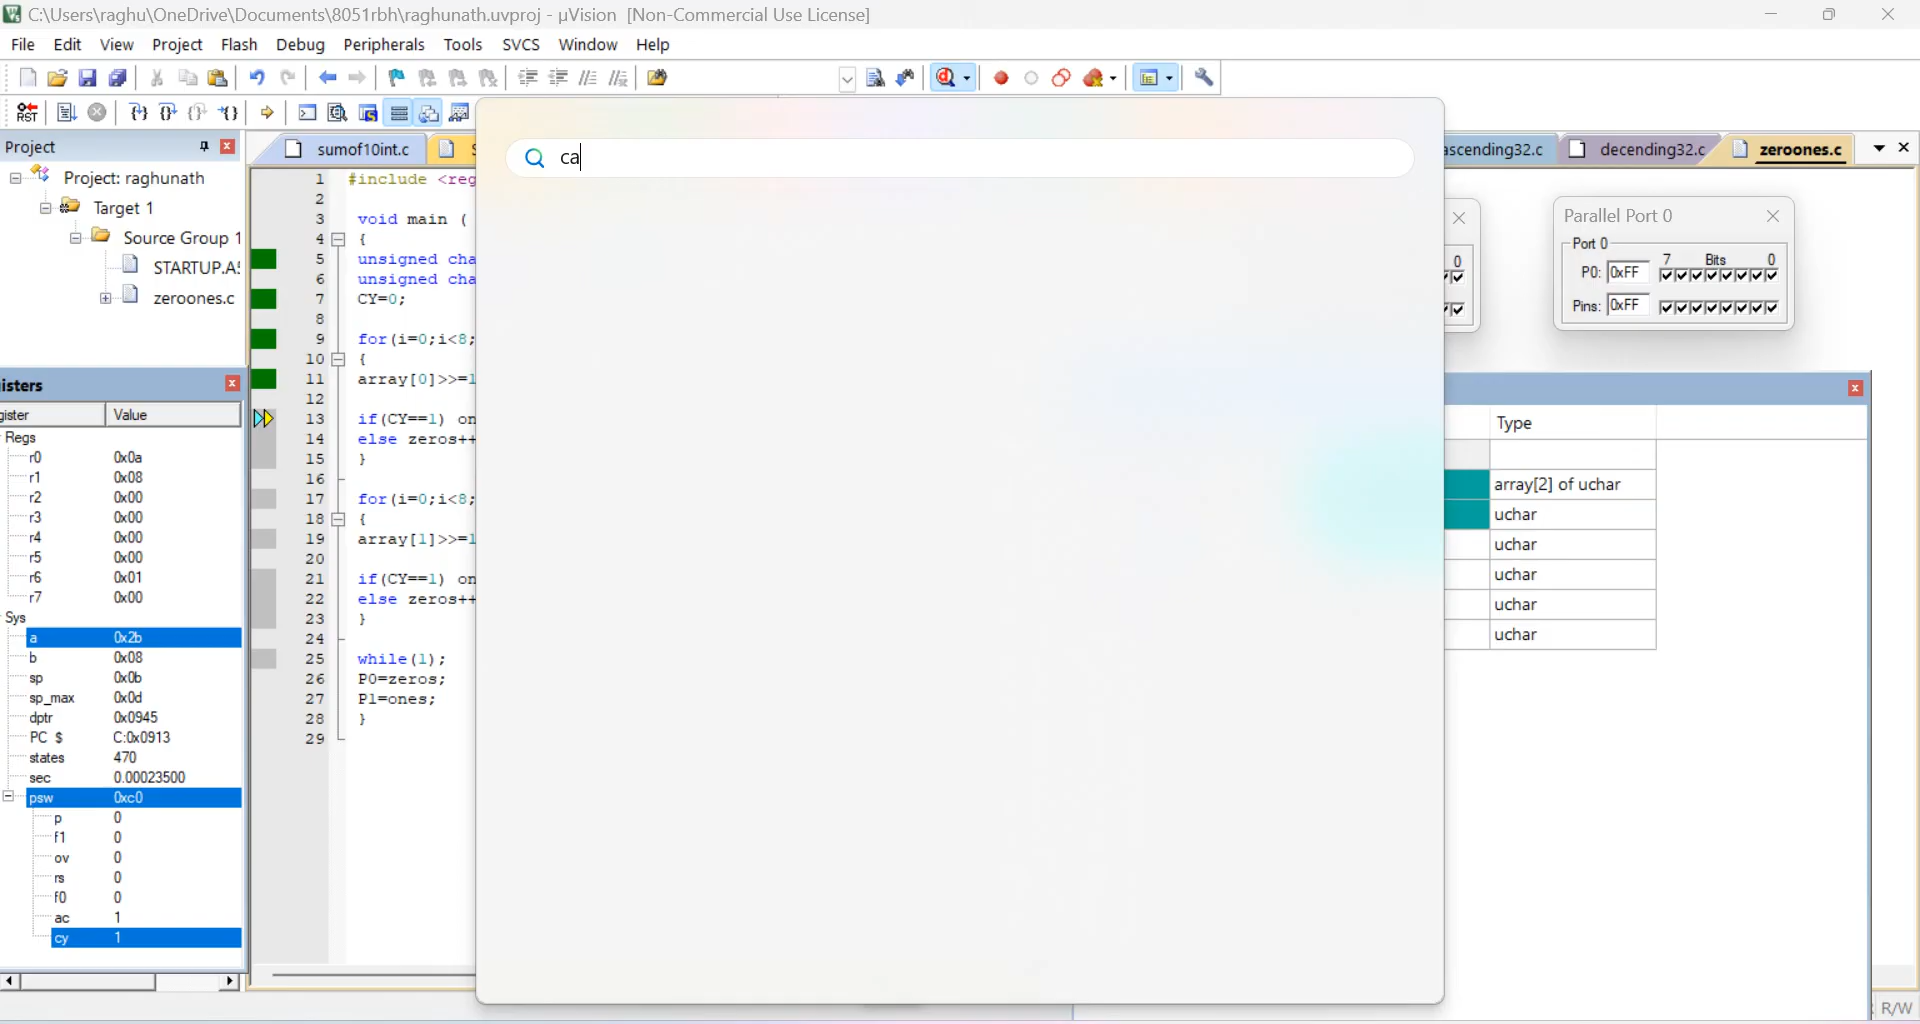 C:\Users\raghu\OneDrive\Documents\8051rbh\raghunath.uvproj - µVision [Non-Commercial Use License]
File Edit View Project Flash Debug Peripherals Tools SVCS Window Help
RST
Project
sumof10int.c
ascending32.c
decending32.c
zeroones.c
ca
Project: raghunath
Target 1
Source Group 1
STARTUP.A
zeroones.c
1 #include <reg
2
3 void main (
4 {
5 unsigned cha
6 unsigned cha
7 CY=0;
8
9 for(i=0;i<8;
10 {
11 array[0]>>=1
12
13 if(CY==1) on
14 else zeros++
15 }
16
17 for(i=0;i<8;
18 {
19 array[1]>>=1
20
21 if(CY==1) on
22 else zeros++
23 }
24
25 while(1);
26 P0=zeros;
27 P1=ones;
28 }
29
isters
gister Value
Regs
r0 0x0a
r1 0x08
r2 0x00
r3 0x00
r4 0x00
r5 0x00
r6 0x01
r7 0x00
Sys
a 0x2b
b 0x08
sp 0x0b
sp_max 0x0d
dptr 0x0945
PC $ C:0x0913
states 470
sec 0.00023500
psw 0xc0
p 0
f1 0
ov 0
rs 0
f0 0
ac 1
cy 1
0
Parallel Port 0
Port 0
7 Bits 0
P0: 0xFF
Pins: 0xFF
Type
array[2] of uchar
uchar
uchar
uchar
uchar
uchar
R/W